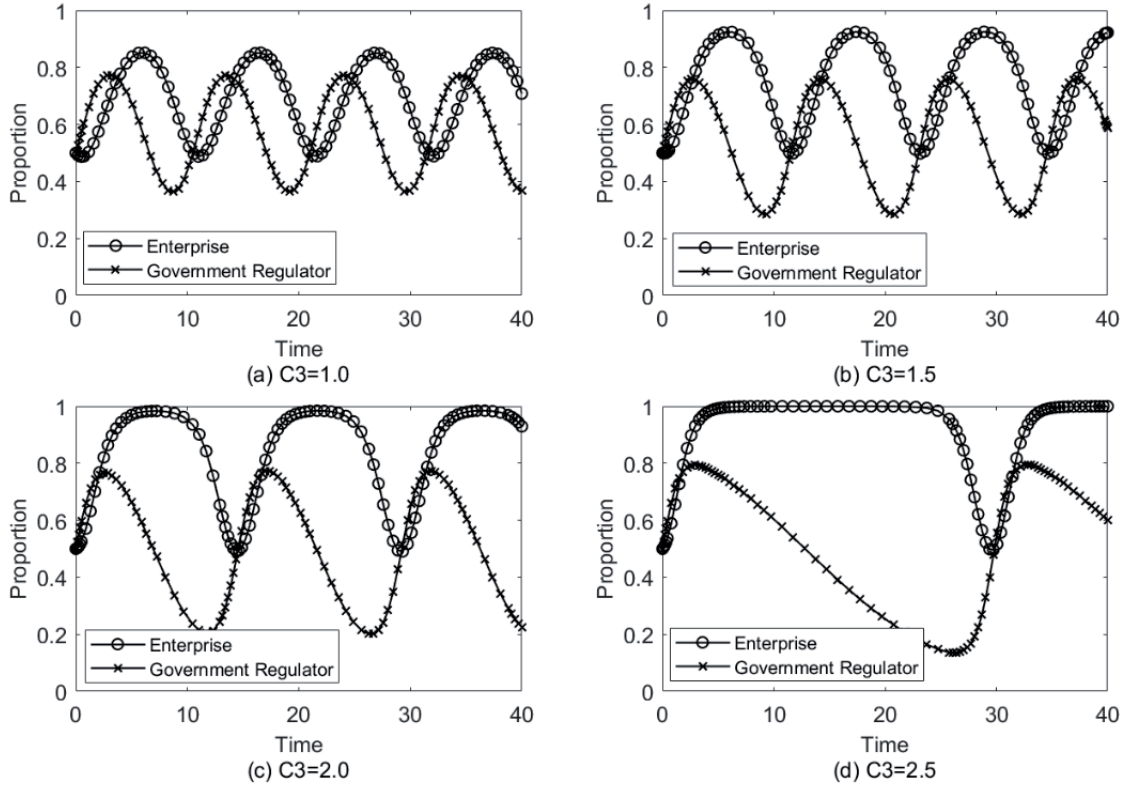 1
0.8
0.6
0.4
0.2
0
Proportion
Enterprise
Government Regulator
0 10 20 30 40
Time
(a) C3=1.0
1
0.8
0.6
0.4
0.2
0
Proportion
Enterprise
Government Regulator
0 10 20 30 40
Time
(b) C3=1.5
1
0.8
0.6
0.4
0.2
0
Proportion
Enterprise
Government Regulator
0 10 20 30 40
Time
(c) C3=2.0
1
0.8
0.6
0.4
0.2
0
Proportion
Enterprise
Government Regulator
0 10 20 30 40
Time
(d) C3=2.5